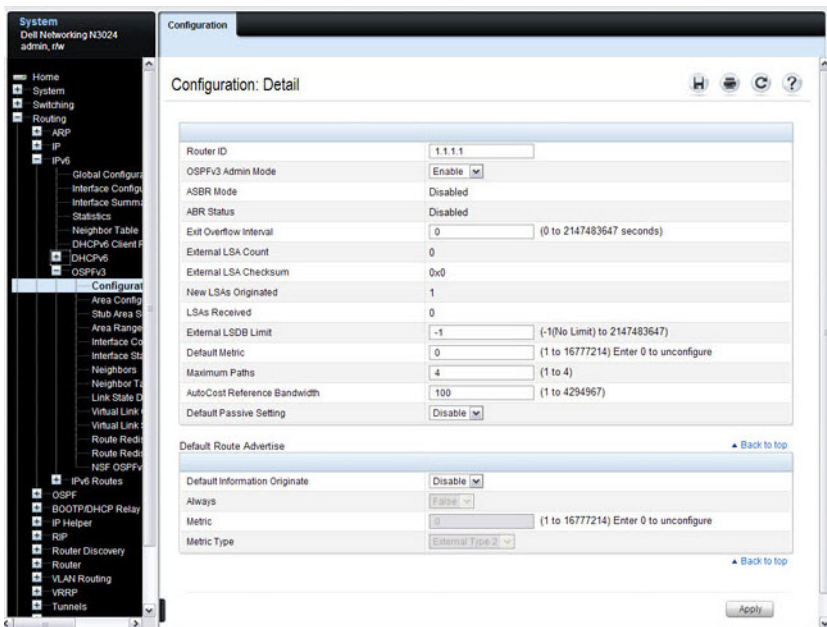 System
Dell Networking N3024
admin, r/w
Configuration
Home
System
Switching
Routing
ARP
IP
IPv6
Global Configura
Interface Configu
Interface Summa
Statistics
Neighbor Table
DHCPv6 Client
DHCPv6
OSPFv3
Configurat
Area Config
Stub Area S
Area Range
Interface Co
Interface Sta
Neighbors
Neighbor Ta
Link State D
Virtual Link
Virtual Link
Route Redis
Route Redis
NSF OSPFv
IPv6 Routes
OSPF
BOOTP/DHCP Relay
IP Helper
RIP
Router Discovery
Router
VLAN Routing
VRRP
Tunnels
Configuration: Detail
?
Router ID 1.1.1.1
OSPFv3 Admin Mode Enable
ASBR Mode Disabled
ABR Status Disabled
Exit Overflow Interval 0 (0 to 2147483647 seconds)
External LSA Count 0
External LSA Checksum 0x0
New LSAs Originated 1
LSAs Received 0
External LSDB Limit -1 (-1(No Limit) to 2147483647)
Default Metric 0 (1 to 16777214) Enter 0 to unconfigure
Maximum Paths 4 (1 to 4)
AutoCost Reference Bandwidth 100 (1 to 4294967)
Default Passive Setting Disable
Default Route Advertise Back to top
Default Information Originate Disable
Always False
Metric 0 (1 to 16777214) Enter 0 to unconfigure
Metric Type External Type 2
Back to top
Apply